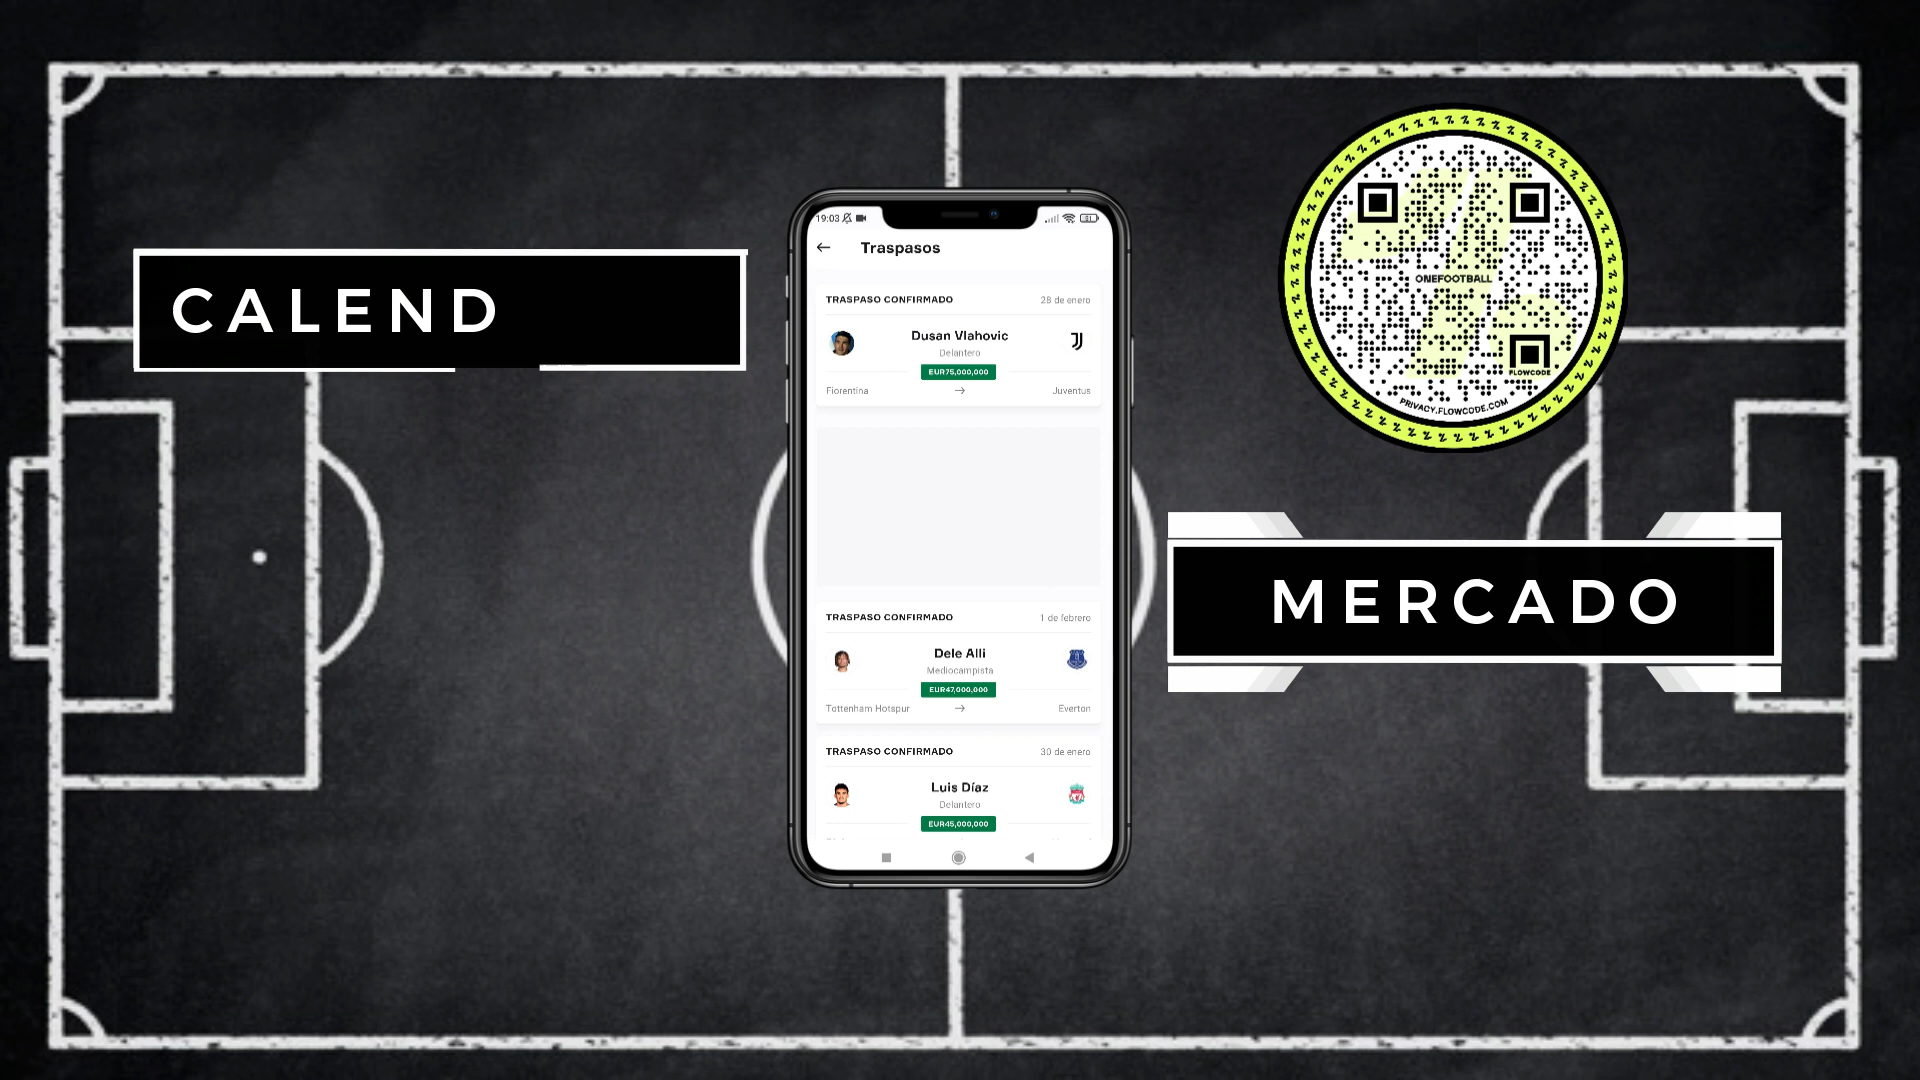 CALEND
19:03
51
Traspasos
TRASPASO CONFIRMADO 28 de enero
Dusan Vlahovic
Delantero
EUR75,000,000
Fiorentina → Juventus
TRASPASO CONFIRMADO 1 de febrero
Dele Alli
Mediocampista
EUR47,000,000
Tottenham Hotspur → Everton
TRASPASO CONFIRMADO 30 de enero
Luis Díaz
Delantero
EUR45,000,000
ONEFOOTBALL
FLOWCODE
PRIVACY.FLOWCODE.COM
MERCADO